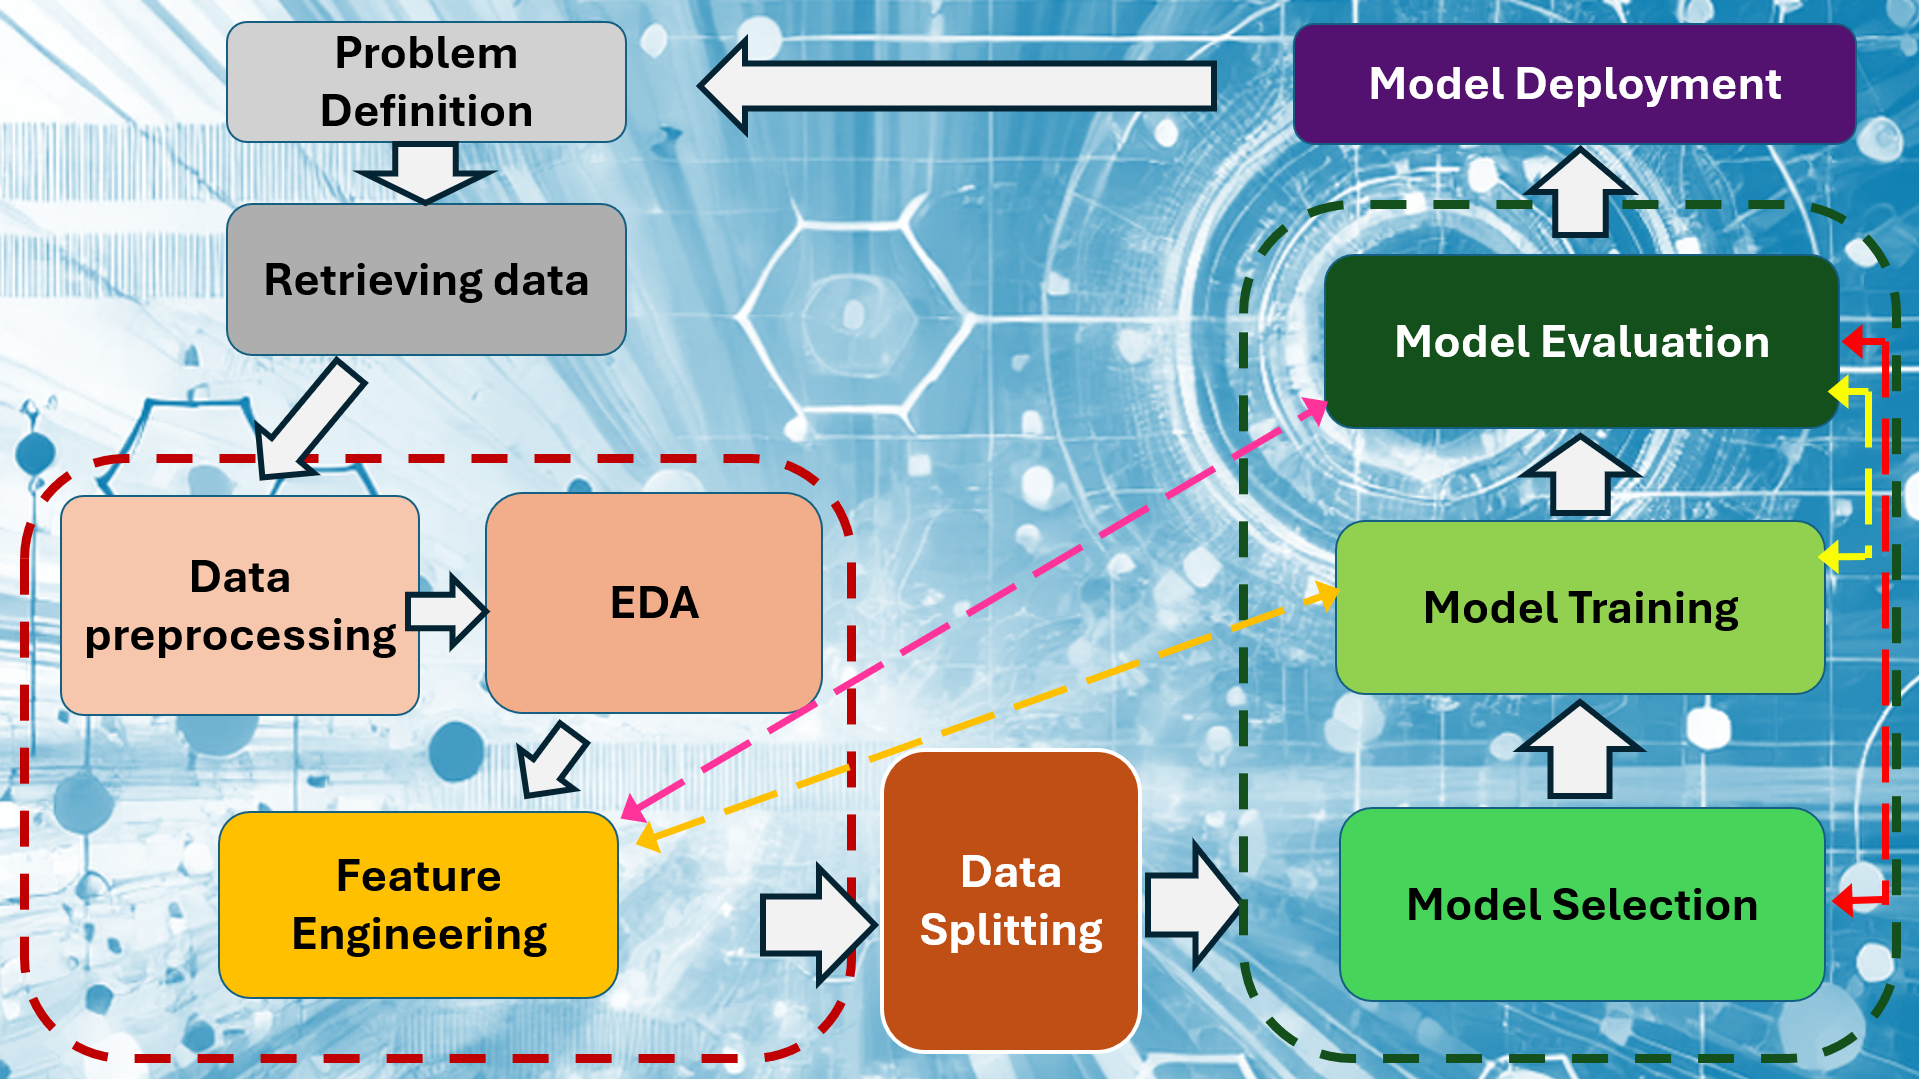 Problem
Definition
Model Deployment
Retrieving data
Model Evaluation
Data
preprocessing
EDA
Model Training
Feature
Engineering
Data
Splitting
Model Selection